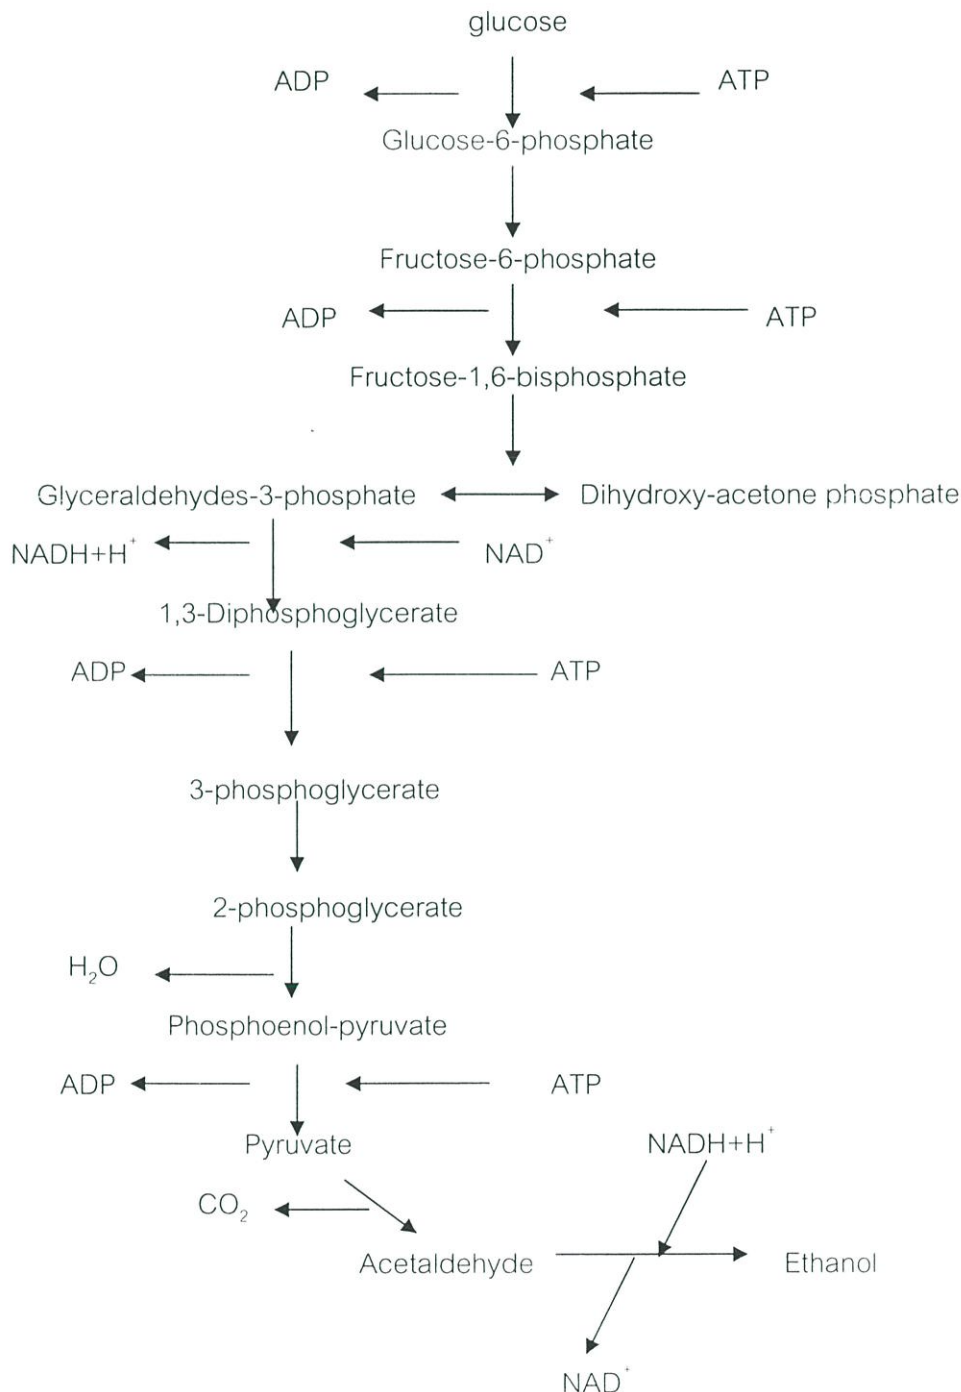 glucose
ADP ATP
Glucose-6-phosphate
Fructose-6-phosphate
ADP ATP
Fructose-1,6-bisphosphate
Glyceraldehydes-3-phosphate Dihydroxy-acetone phosphate
NADH+H⁺ NAD⁺
1,3-Diphosphoglycerate
ADP ATP
3-phosphoglycerate
2-phosphoglycerate
H₂O
Phosphoenol-pyruvate
ADP ATP
Pyruvate NADH+H⁺
CO₂
Acetaldehyde Ethanol
NAD⁺